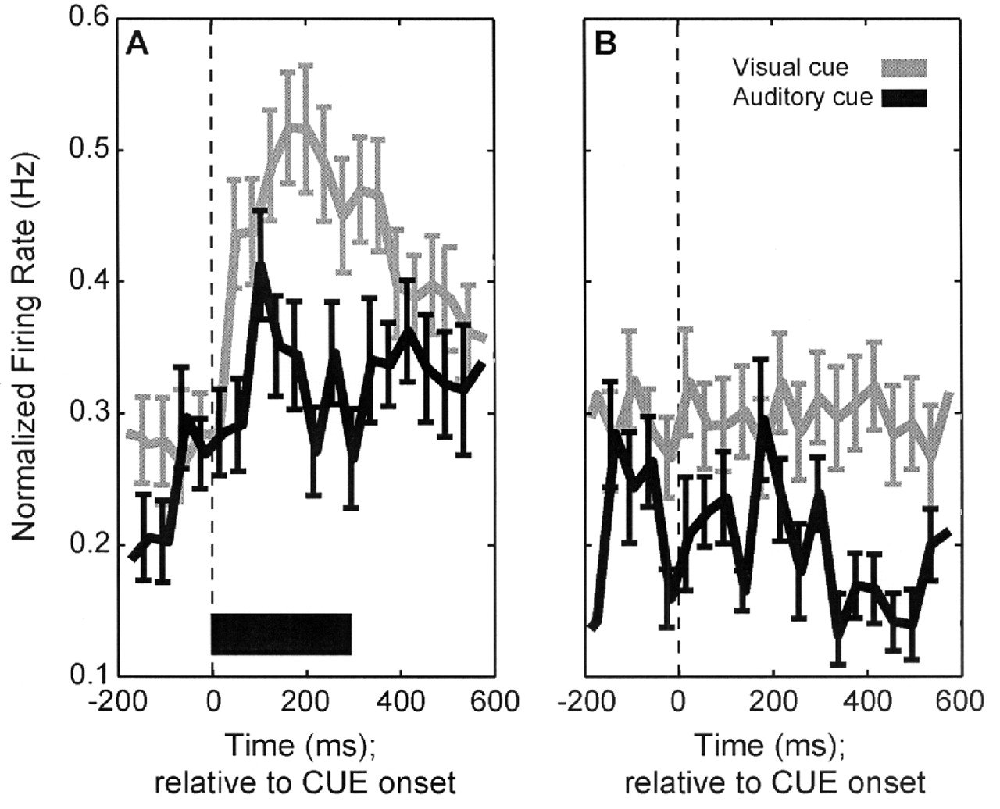 A
B
Visual cue
Auditory cue
Normalized Firing Rate (Hz)
0.6
0.5
0.4
0.3
0.2
0.1
-200 0 200 400 600
-200 0 200 400 600
Time (ms);
relative to CUE onset
Time (ms);
relative to CUE onset